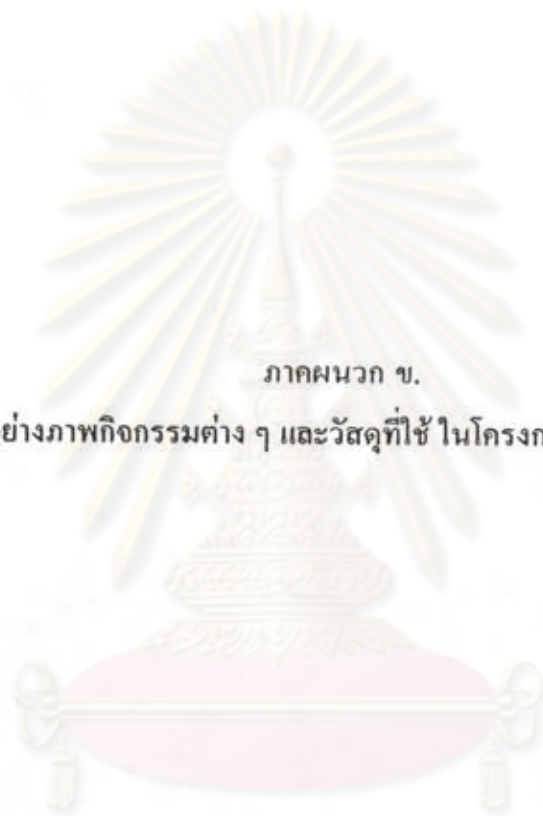 ภาคผนวก ข.
ย่างภาพกิจกรรมต่าง ๆ และวัสดุที่ใช้ ในโครงก